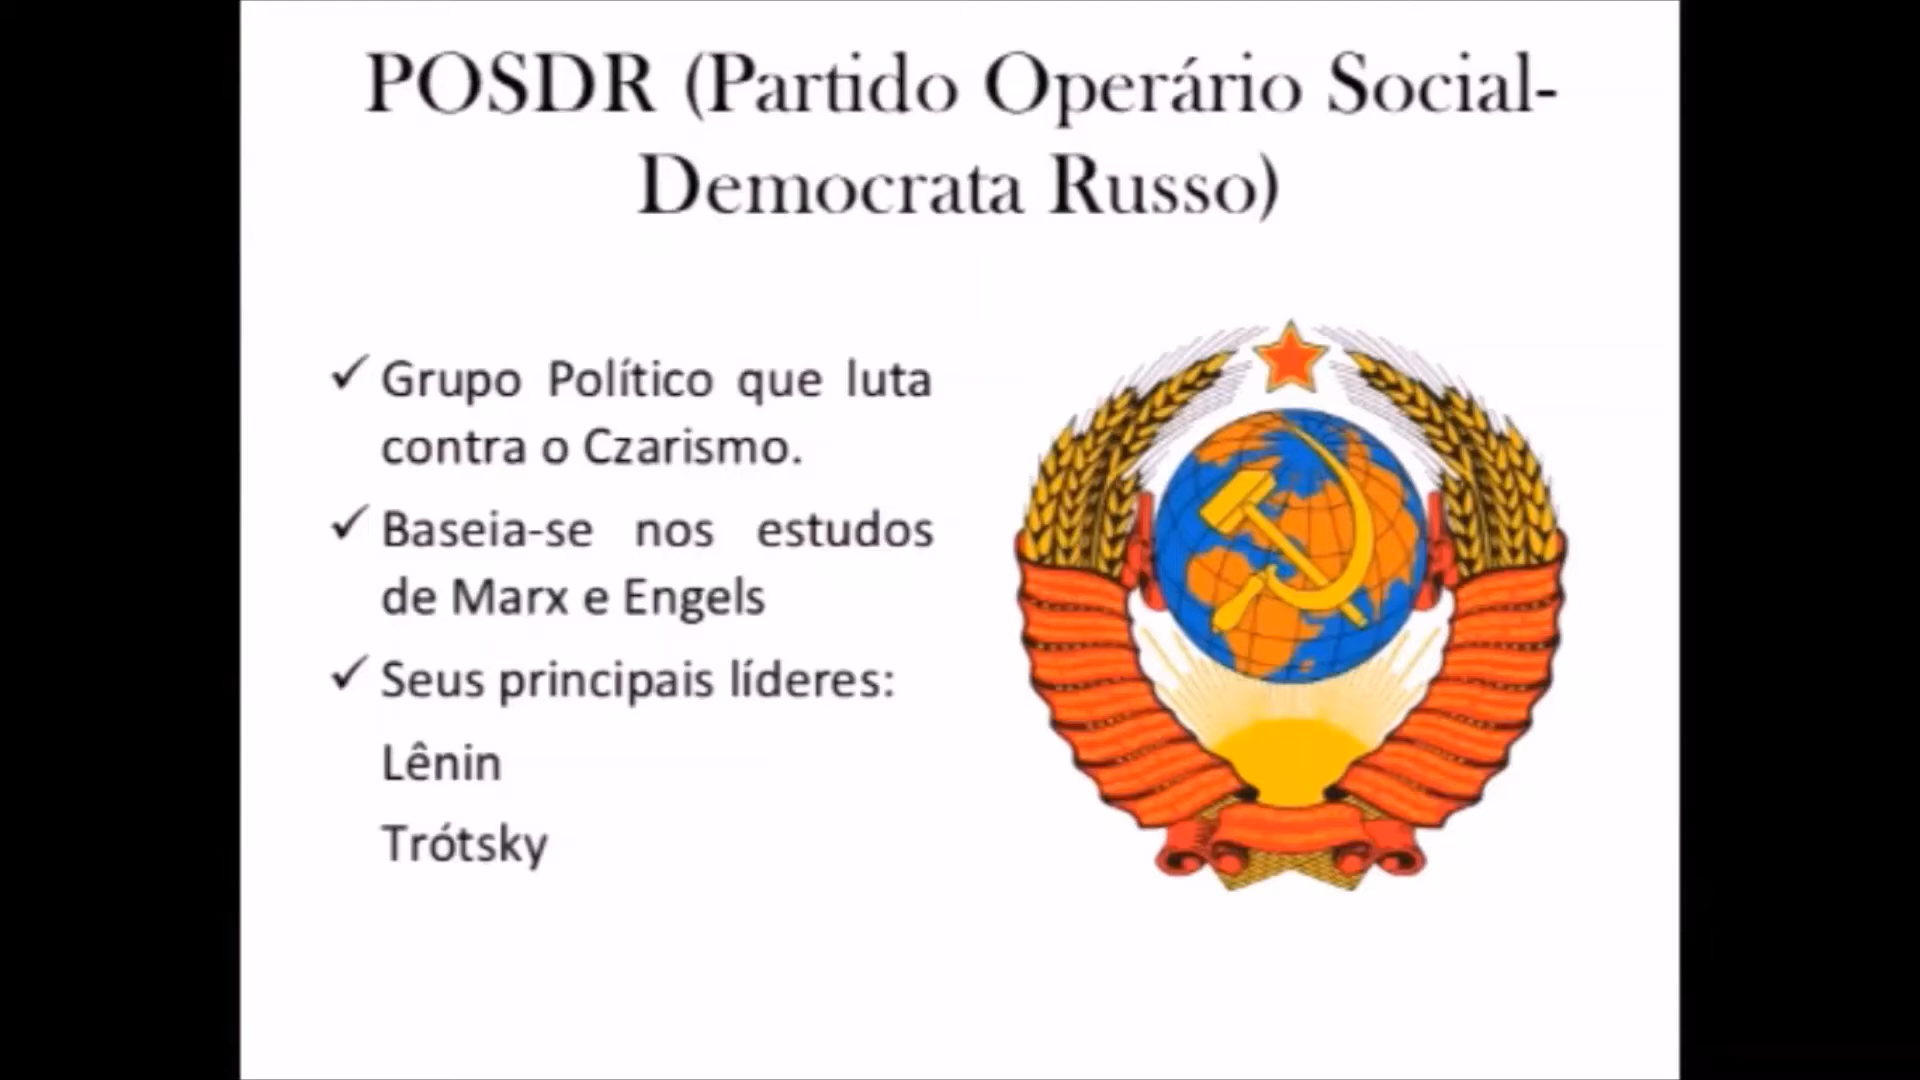 POSDR (Partido Operário Social-
Democrata Russo)
Grupo Político que luta
contra o Czarismo.
Baseia-se nos estudos
de Marx e Engels
Seus principais líderes:
Lênin
Trótsky